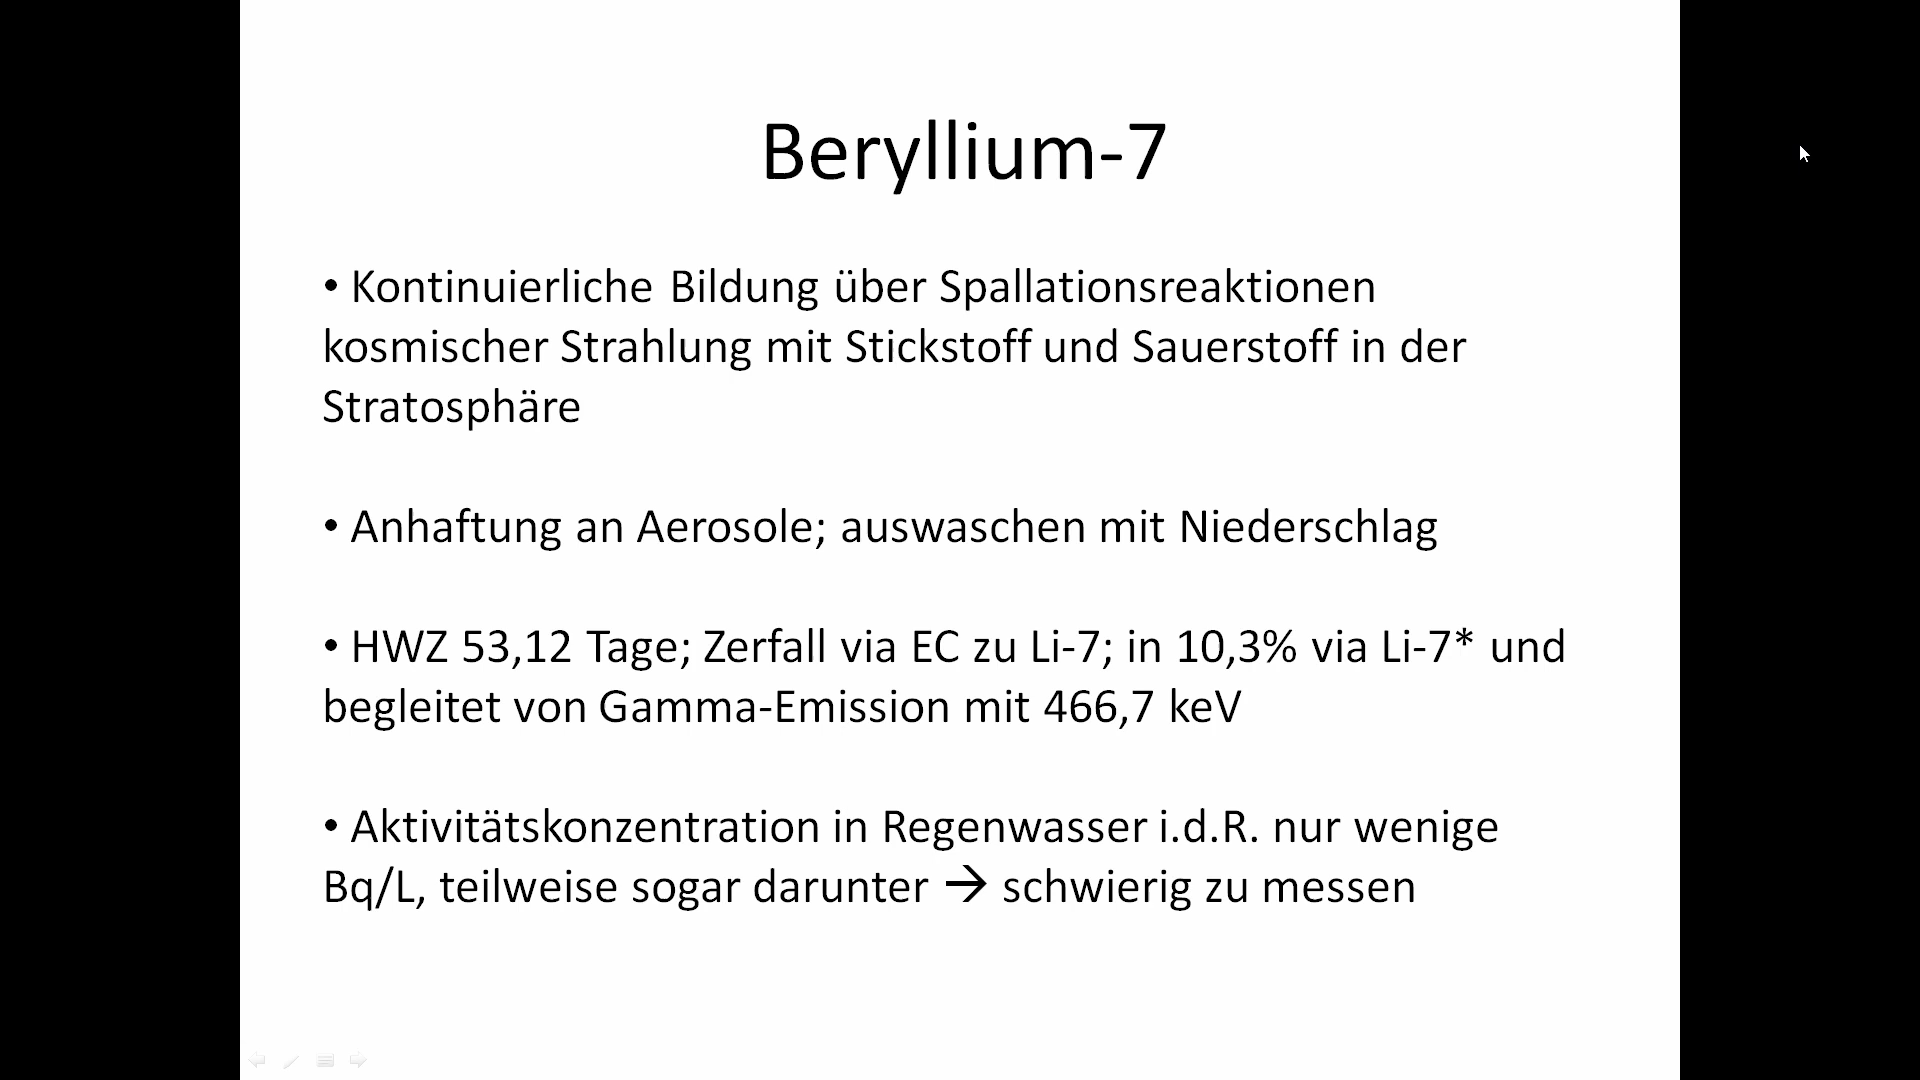 Beryllium-7
• Kontinuierliche Bildung über Spallationsreaktionen
kosmischer Strahlung mit Stickstoff und Sauerstoff in der
Stratosphäre
• Anhaftung an Aerosole; auswaschen mit Niederschlag
• HWZ 53,12 Tage; Zerfall via EC zu Li-7; in 10,3% via Li-7* und
begleitet von Gamma-Emission mit 466,7 keV
• Aktivitätskonzentration in Regenwasser i.d.R. nur wenige
Bq/L, teilweise sogar darunter → schwierig zu messen